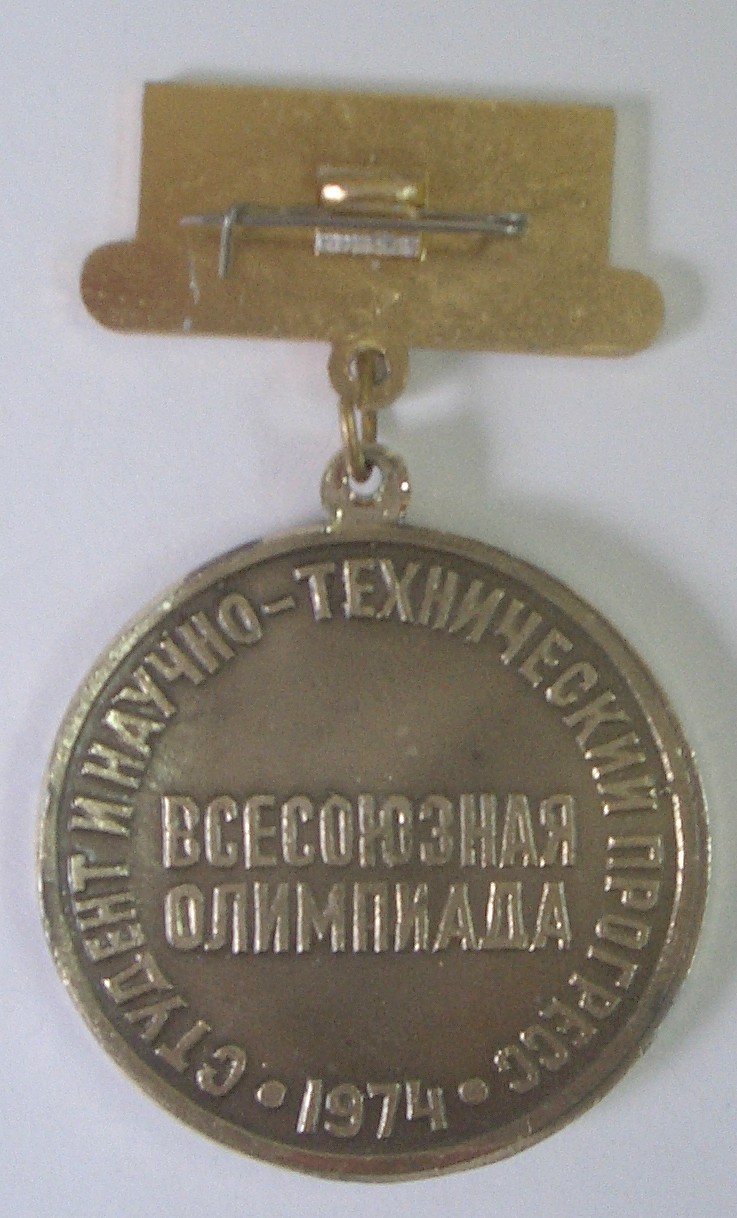 СТУДЕНТ И НАУЧНО-ТЕХНИЧЕСКИЙ ПРОГРЕСС
ВСЕСОЮЗНАЯ
ОЛИМПИАДА
• 1974 •